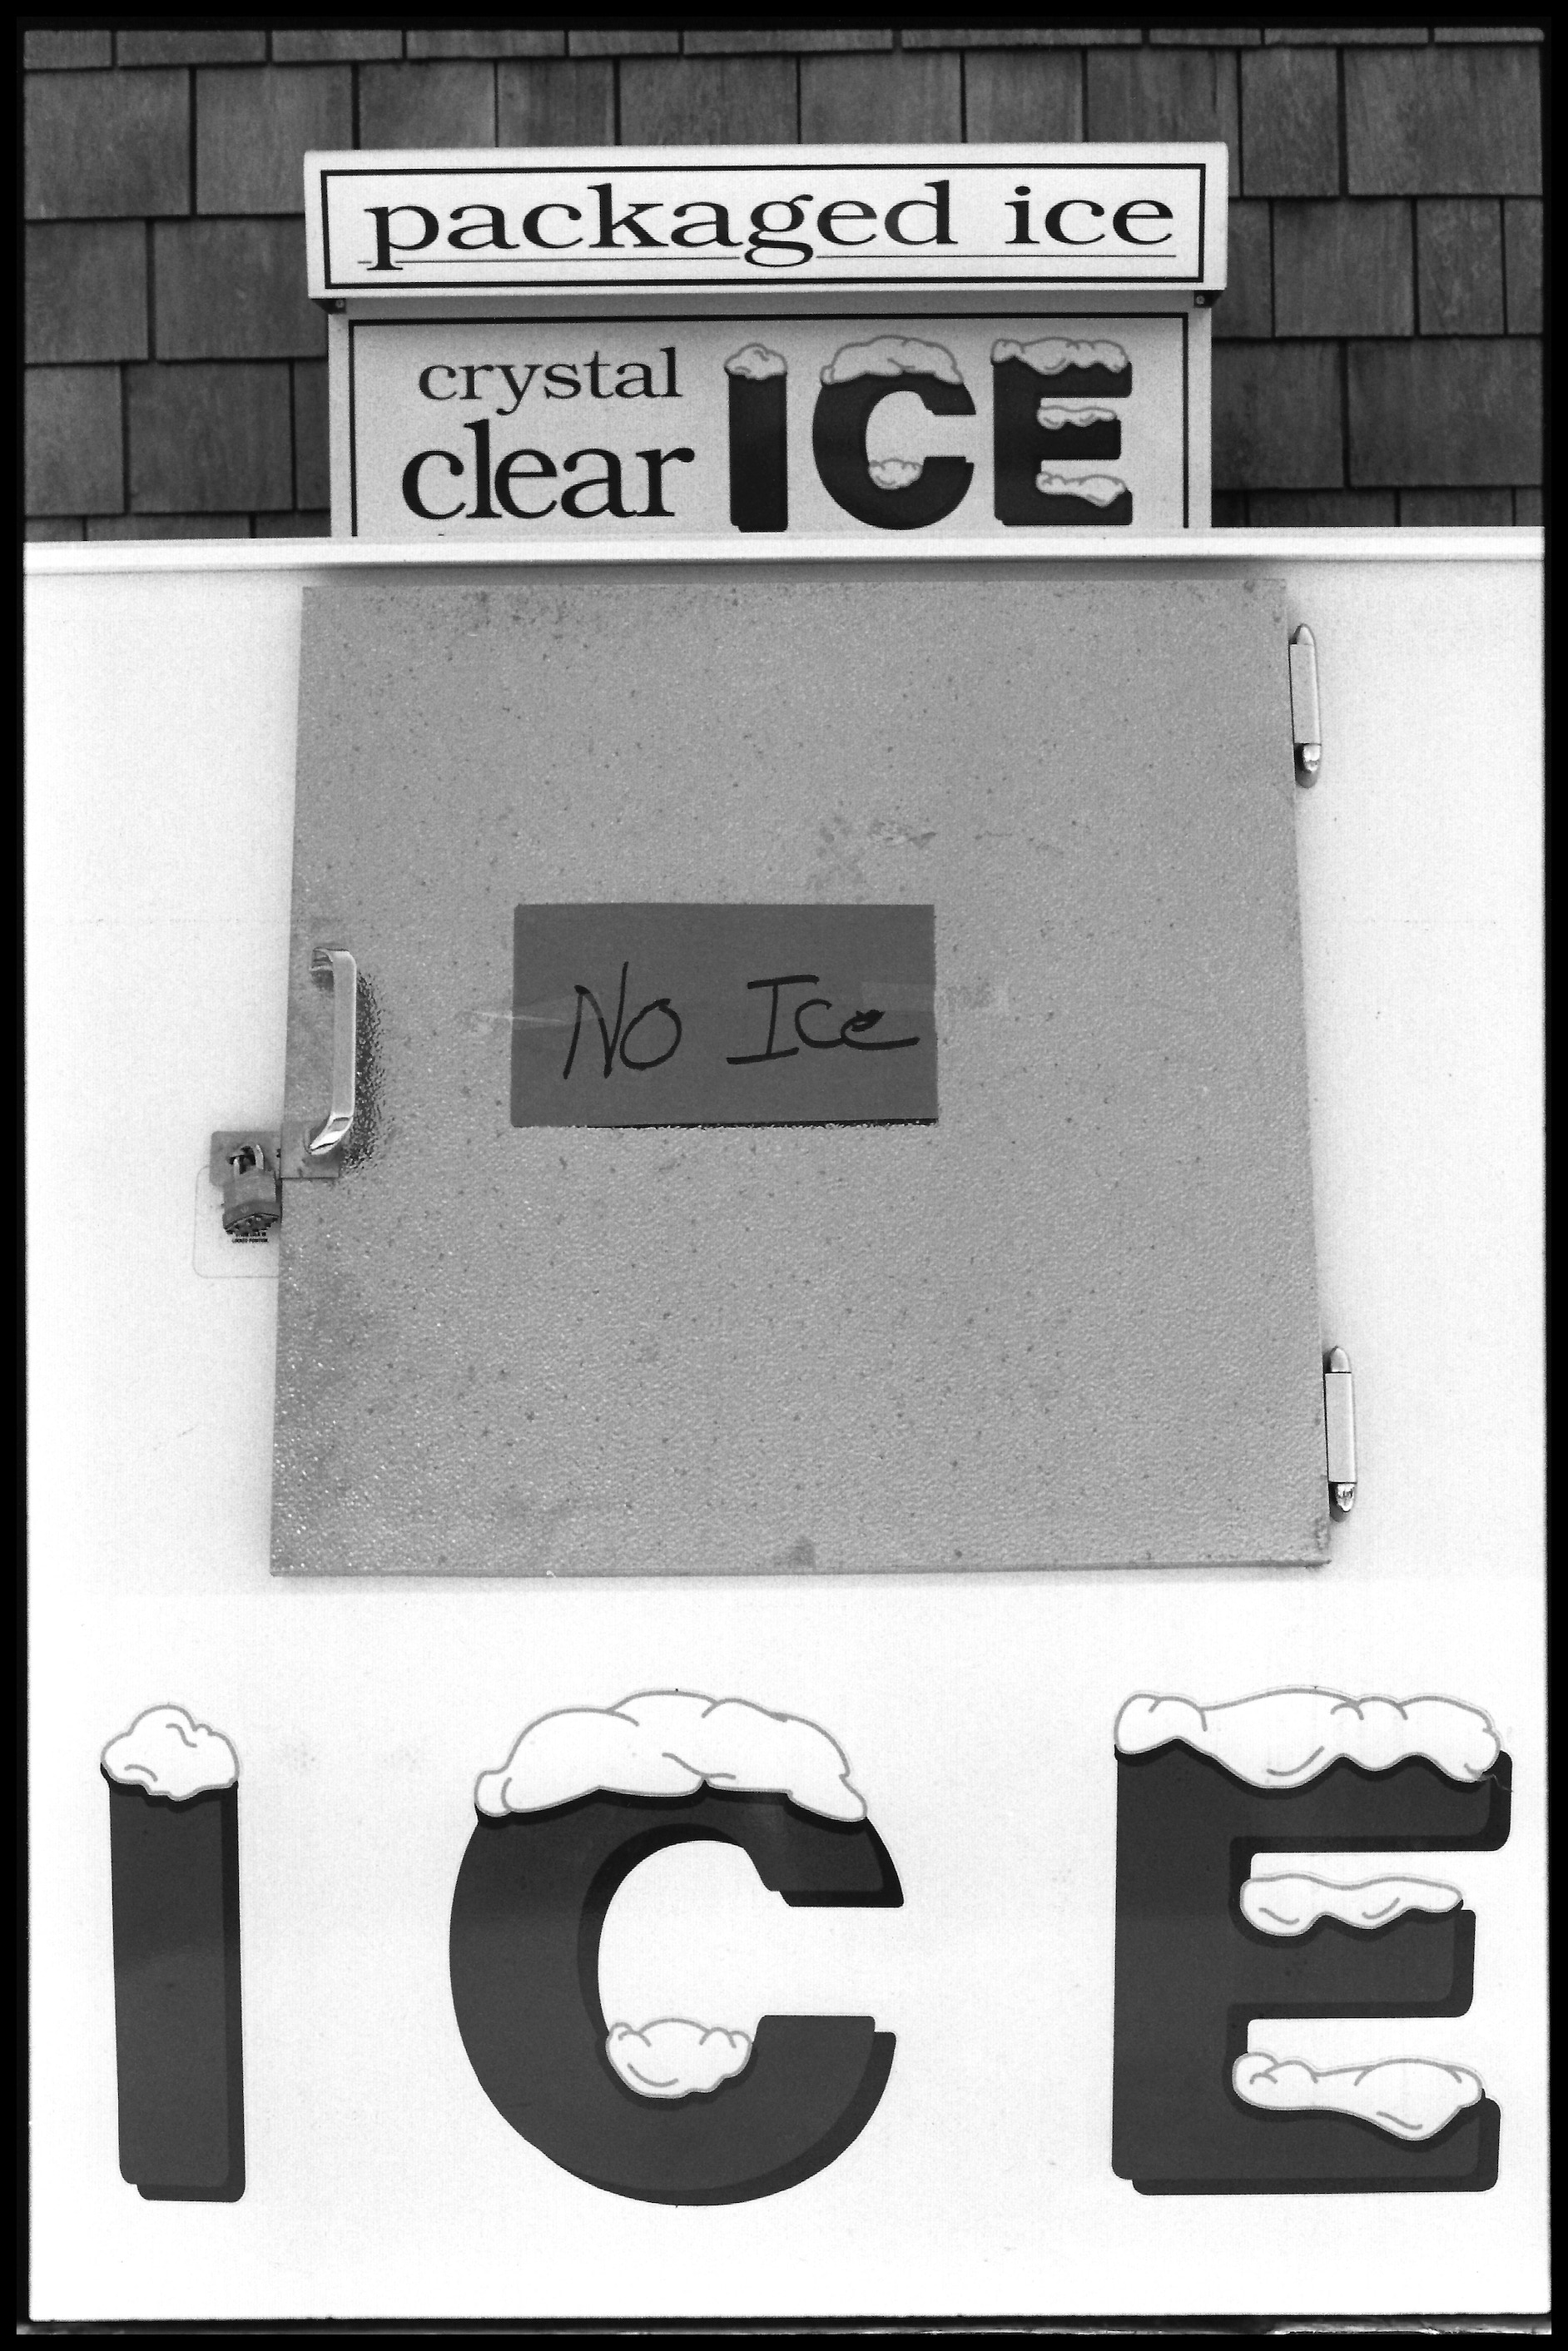 packaged ice
crystal
clear ICE
No Ice
ICE